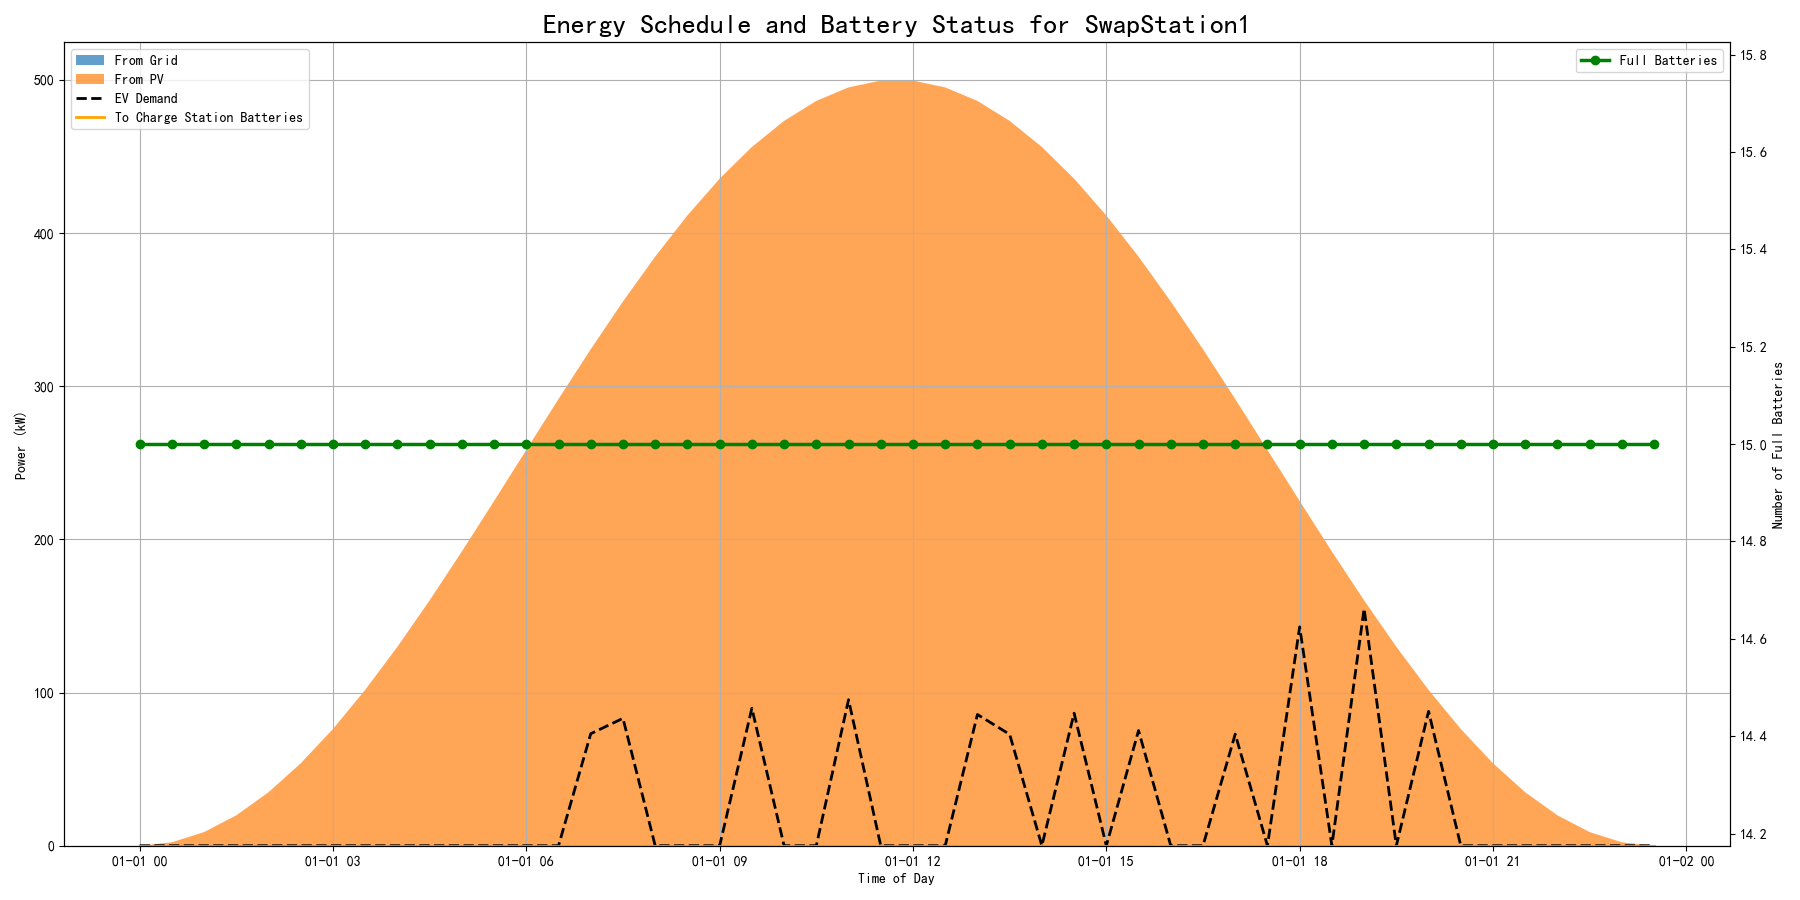 Energy Schedule and Battery Status for SwapStation1
From Grid
From PV
EV Demand
To Charge Station Batteries
Full Batteries
500
400
300
200
100
0
Power (kW)
15.8
15.6
15.4
15.2
15.0
14.8
14.6
14.4
14.2
Number of Full Batteries
01-01 00
01-01 03
01-01 06
01-01 09
01-01 12
01-01 15
01-01 18
01-01 21
01-02 00
Time of Day